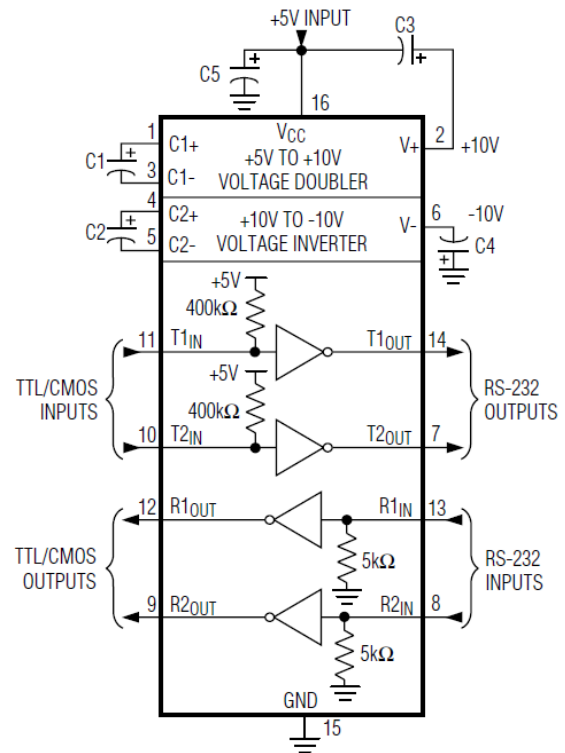 +5V INPUT
C3
C5
+
+
16
1
C1+
VCC
V+
2
+5V TO +10V
+10V
C1
+
3
C1-
VOLTAGE DOUBLER
4
C2+
+10V TO -10V
V-
6
-10V
C2
+
5
C2-
VOLTAGE INVERTER
+
C4
+5V
400kΩ
11
T1IN
T1OUT
14
+5V
TTL/CMOS
INPUTS
400kΩ
RS-232
OUTPUTS
10
T2IN
T2OUT
7
12
R1OUT
R1IN
13
TTL/CMOS
OUTPUTS
5kΩ
RS-232
INPUTS
9
R2OUT
R2IN
8
5kΩ
GND
15